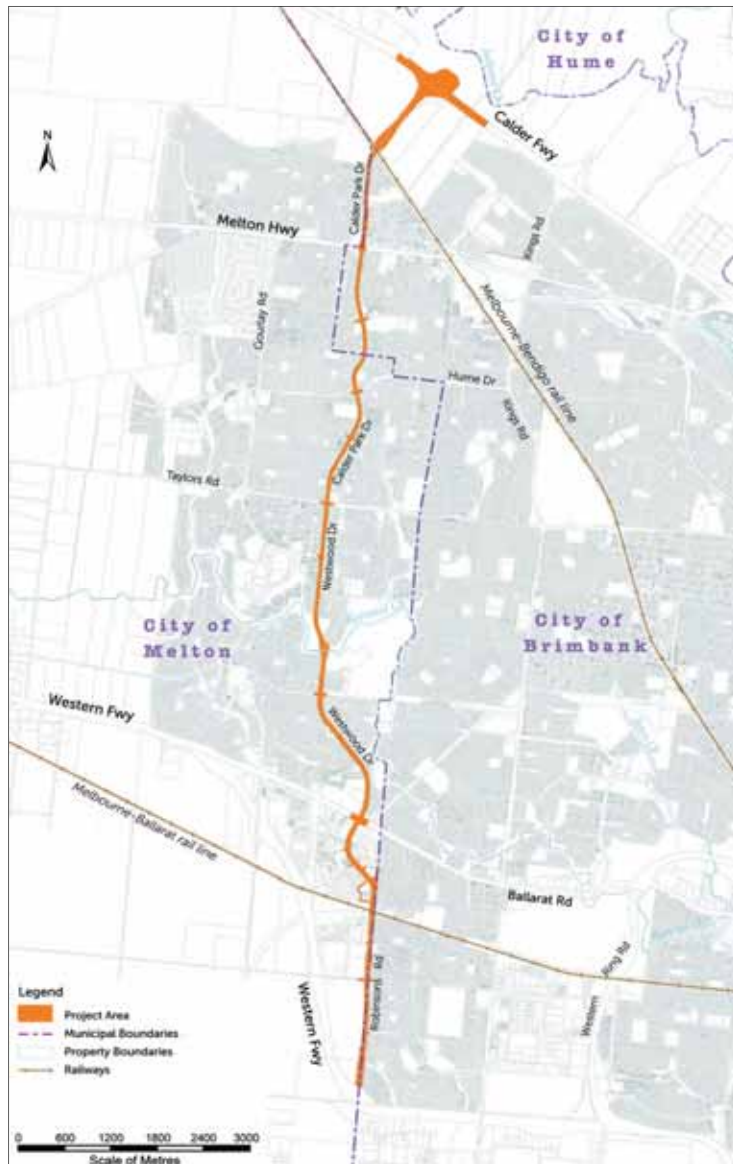 City of
Hume
Calder Fwy
N
Calder Park Dr
Melton Hwy
Kings Rd
Gourlay Rd
Melbourne-Bendigo rail line
Hume Dr
Kings Rd
Calder Park Dr
Taylors Rd
Westwood Dr
City of
Melton
City of
Brimbank
Western Fwy
Westwood Dr
Melbourne-Ballarat rail line
Ballarat Rd
Western Ring Rd
Robinsons Rd
Western Fwy
Legend
Project Area
Municipal Boundaries
Property Boundaries
Railways
0 600 1200 1800 2400 3000
Scale of Metres